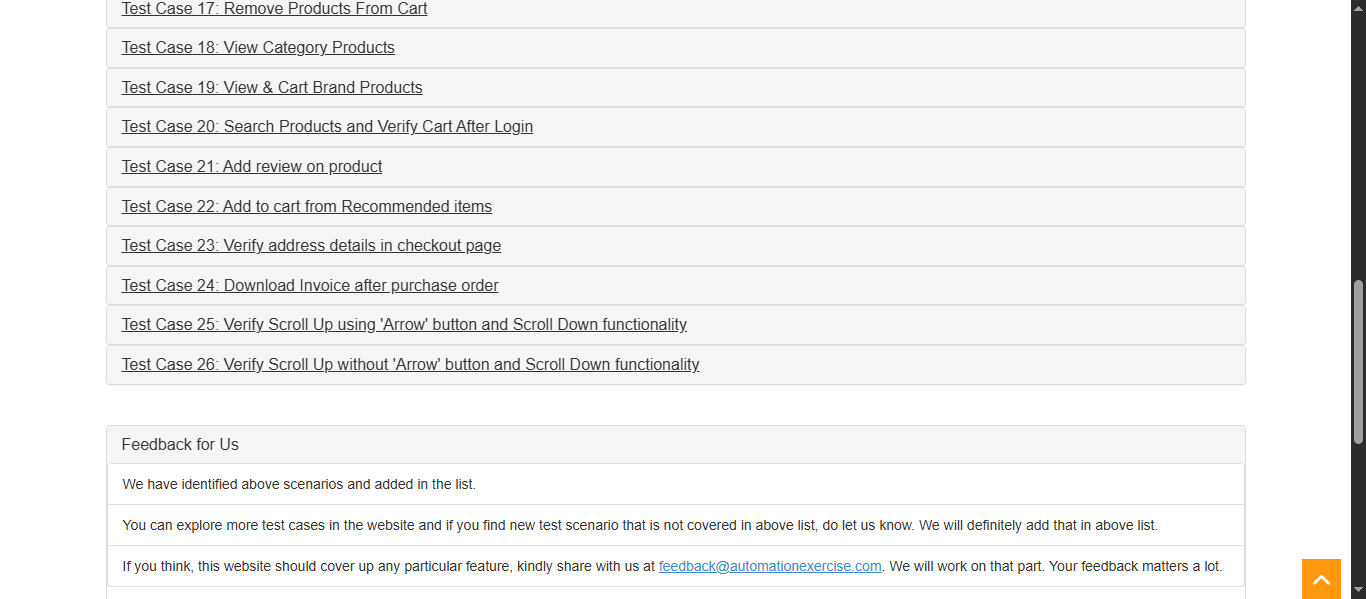 Test Case 17: Remove Products From Cart
Test Case 18: View Category Products
Test Case 19: View & Cart Brand Products
Test Case 20: Search Products and Verify Cart After Login
Test Case 21: Add review on product
Test Case 22: Add to cart from Recommended items
Test Case 23: Verify address details in checkout page
Test Case 24: Download Invoice after purchase order
Test Case 25: Verify Scroll Up using 'Arrow' button and Scroll Down functionality
Test Case 26: Verify Scroll Up without 'Arrow' button and Scroll Down functionality
Feedback for Us
We have identified above scenarios and added in the list.
You can explore more test cases in the website and if you find new test scenario that is not covered in above list, do let us know. We will definitely add that in above list.
If you think, this website should cover up any particular feature, kindly share with us at feedback@automationexercise.com. We will work on that part. Your feedback matters a lot.